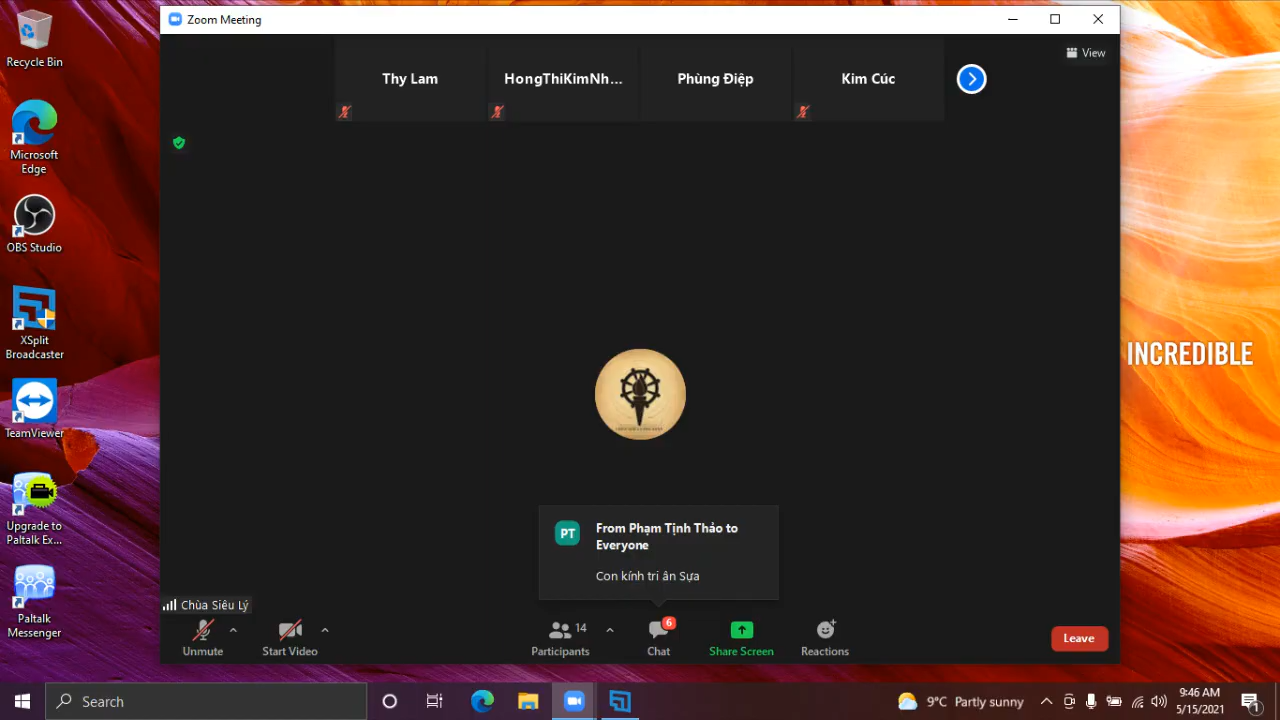 Recycle Bin
Microsoft
Edge
OBS Studio
XSplit
Broadcaster
TeamViewer
Upgrade to
Paltalk Ex...
Paltalk
Messenger
Zoom Meeting
View
Thy Lam
HongThiKimNh...
Phùng Điệp
Kim Cúc
INCREDIBLE
PT
From Phạm Tịnh Thảo to
Everyone
Con kính tri ân Sựa
Chùa Siêu Lý
Unmute
Start Video
14
Participants
6
Chat
Share Screen
Reactions
Leave
Search
9°C Partly sunny
9:46 AM
5/15/2021
1